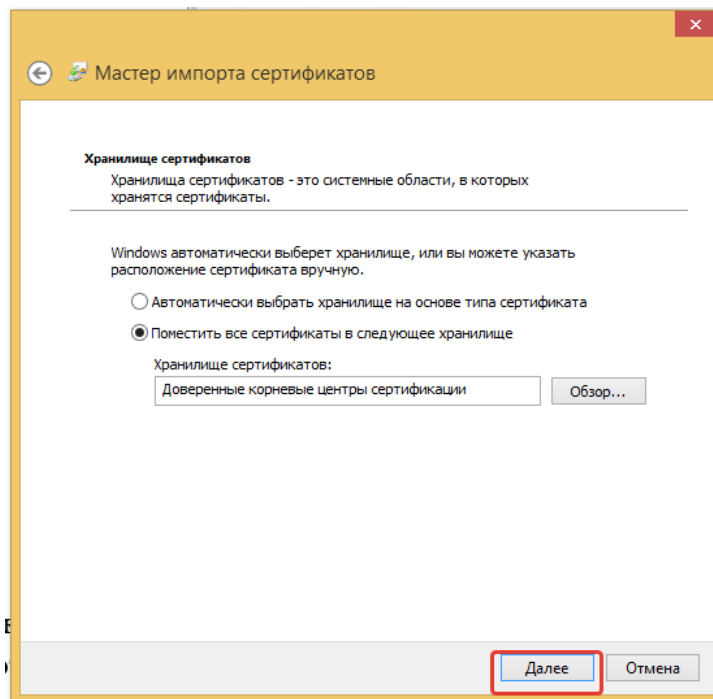 Мастер импорта сертификатов
Хранилище сертификатов
Хранилища сертификатов - это системные области, в которых
хранятся сертификаты.
Windows автоматически выберет хранилище, или вы можете указать
расположение сертификата вручную.
Автоматически выбрать хранилище на основе типа сертификата
Поместить все сертификаты в следующее хранилище
Хранилище сертификатов:
Доверенные корневые центры сертификации
Обзор...
Далее
Отмена